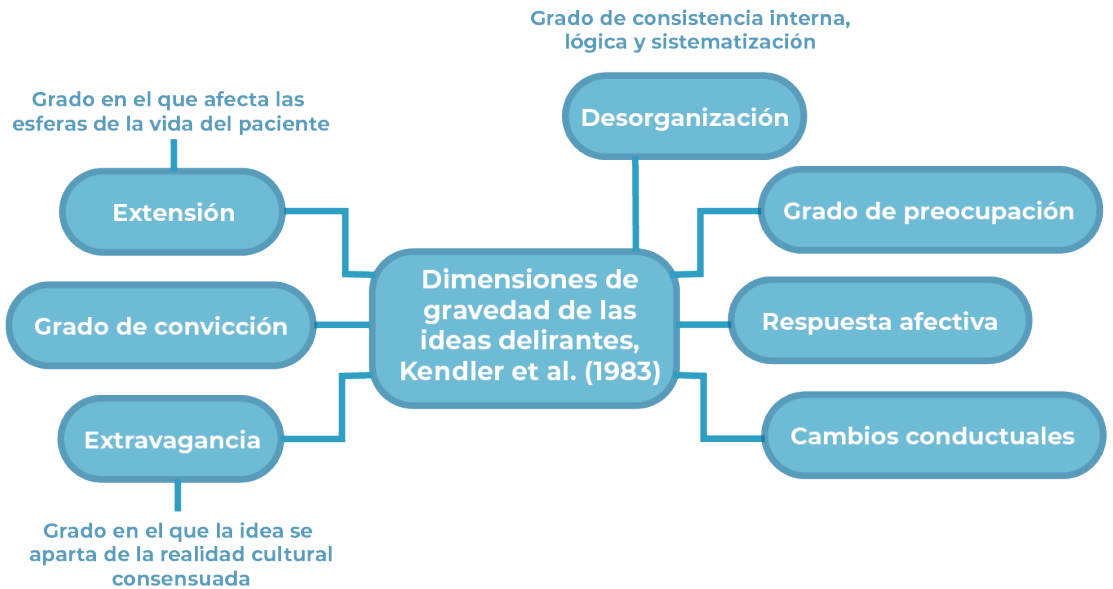 Grado de consistencia interna,
lógica y sistematización
Desorganización
Grado en el que afecta las
esferas de la vida del paciente
Extensión
Grado de preocupación
Dimensiones de
gravedad de las
ideas delirantes,
Kendler et al. (1983)
Grado de convicción
Respuesta afectiva
Extravagancia
Cambios conductuales
Grado en el que la idea se
aparta de la realidad cultural
consensuada